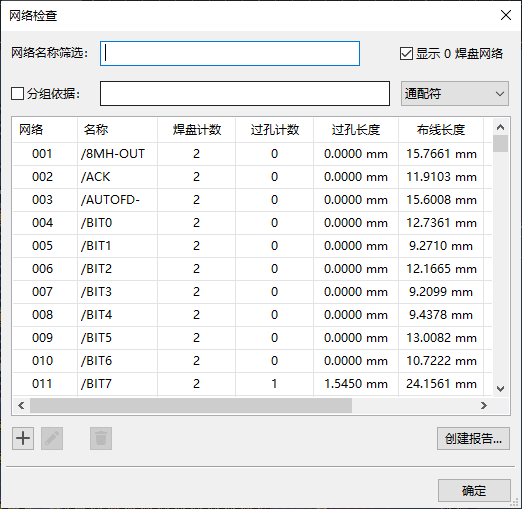 网络检查
网络名称筛选：
显示 0 焊盘网络
分组依据：
通配符
网络 名称 焊盘计数 过孔计数 过孔长度 布线长度
001 /8MH-OUT 2 0 0.0000 mm 15.7661 mm
002 /ACK 2 0 0.0000 mm 11.9103 mm
003 /AUTOFD- 2 0 0.0000 mm 15.6008 mm
004 /BIT0 2 0 0.0000 mm 12.7361 mm
005 /BIT1 2 0 0.0000 mm 9.2710 mm
006 /BIT2 2 0 0.0000 mm 12.1665 mm
007 /BIT3 2 0 0.0000 mm 9.2099 mm
008 /BIT4 2 0 0.0000 mm 9.4378 mm
009 /BIT5 2 0 0.0000 mm 13.0082 mm
010 /BIT6 2 0 0.0000 mm 10.7222 mm
011 /BIT7 2 1 1.5450 mm 24.1561 mm
创建报告...
确定